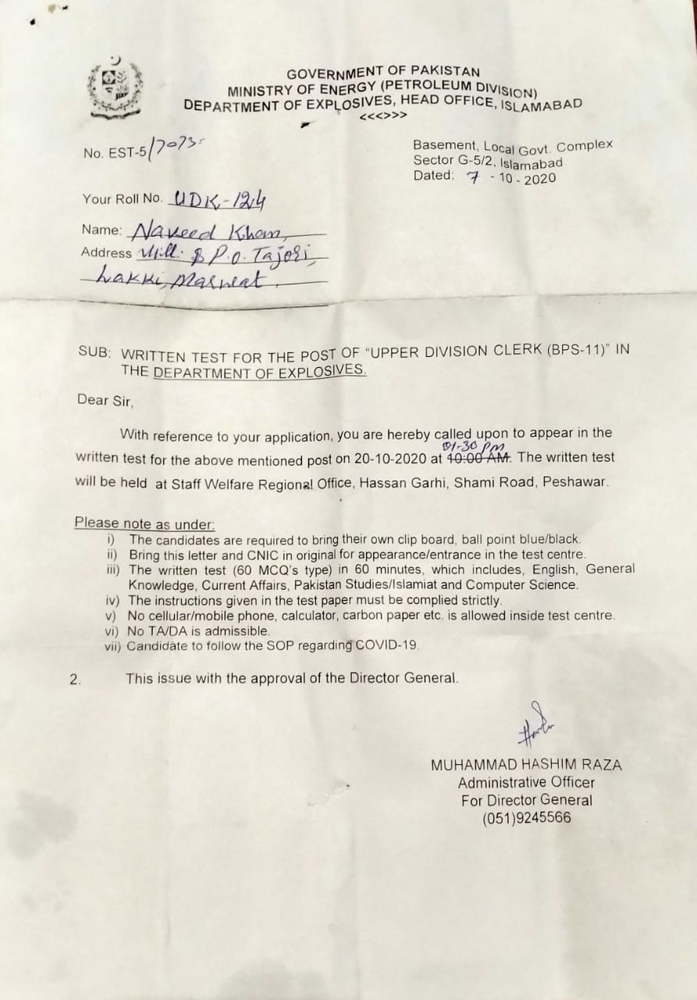 GOVERNMENT OF PAKISTAN
MINISTRY OF ENERGY (PETROLEUM DIVISION)
DEPARTMENT OF EXPLOSIVES, HEAD OFFICE, ISLAMABAD
<<<>>>
No. EST-5/7073
Basement, Local Govt. Complex
Sector G-5/2, Islamabad
Dated: 7 - 10 - 2020
Your Roll No. UDK-124
Name: Naveed Khan,
Address Vill: & P.O. Tajori,
Lakki, Marwat.
SUB: WRITTEN TEST FOR THE POST OF "UPPER DIVISION CLERK (BPS-11)" IN
THE DEPARTMENT OF EXPLOSIVES.
Dear Sir,
With reference to your application, you are hereby called upon to appear in the
01-30 PM
written test for the above mentioned post on 20-10-2020 at 10:00 AM. The written test
will be held at Staff Welfare Regional Office, Hassan Garhi, Shami Road, Peshawar.
Please note as under:
i) The candidates are required to bring their own clip board, ball point blue/black.
ii) Bring this letter and CNIC in original for appearance/entrance in the test centre.
iii) The written test (60 MCQ's type) in 60 minutes, which includes, English, General
Knowledge, Current Affairs, Pakistan Studies/Islamiat and Computer Science.
iv) The instructions given in the test paper must be complied strictly.
v) No cellular/mobile phone, calculator, carbon paper etc. is allowed inside test centre.
vi) No TA/DA is admissible.
vii) Candidate to follow the SOP regarding COVID-19.
2. This issue with the approval of the Director General.
MUHAMMAD HASHIM RAZA
Administrative Officer
For Director General
(051)9245566